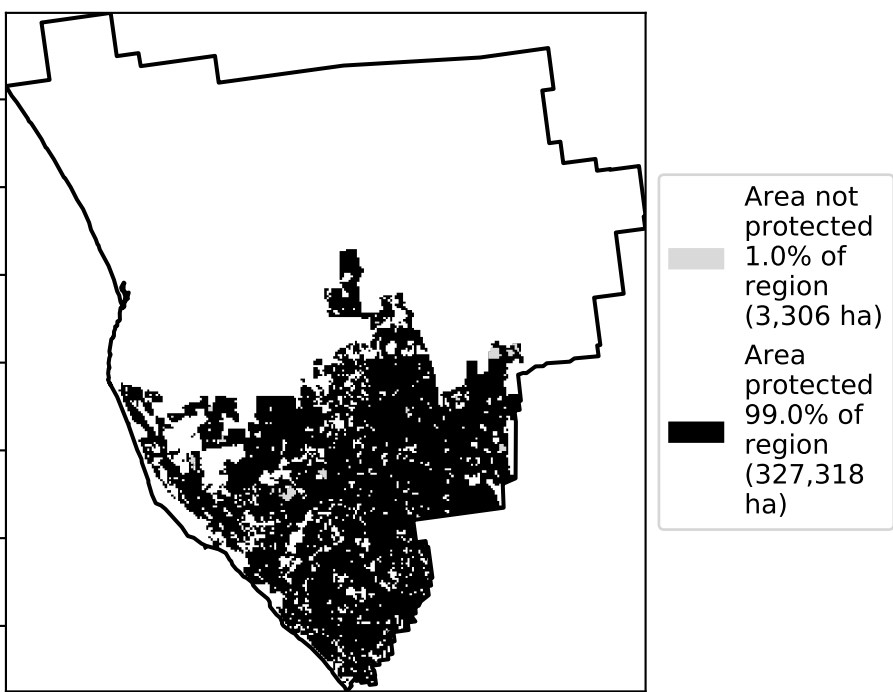 Area not
protected
1.0% of
region
(3,306 ha)
Area
protected
99.0% of
region
(327,318
ha)